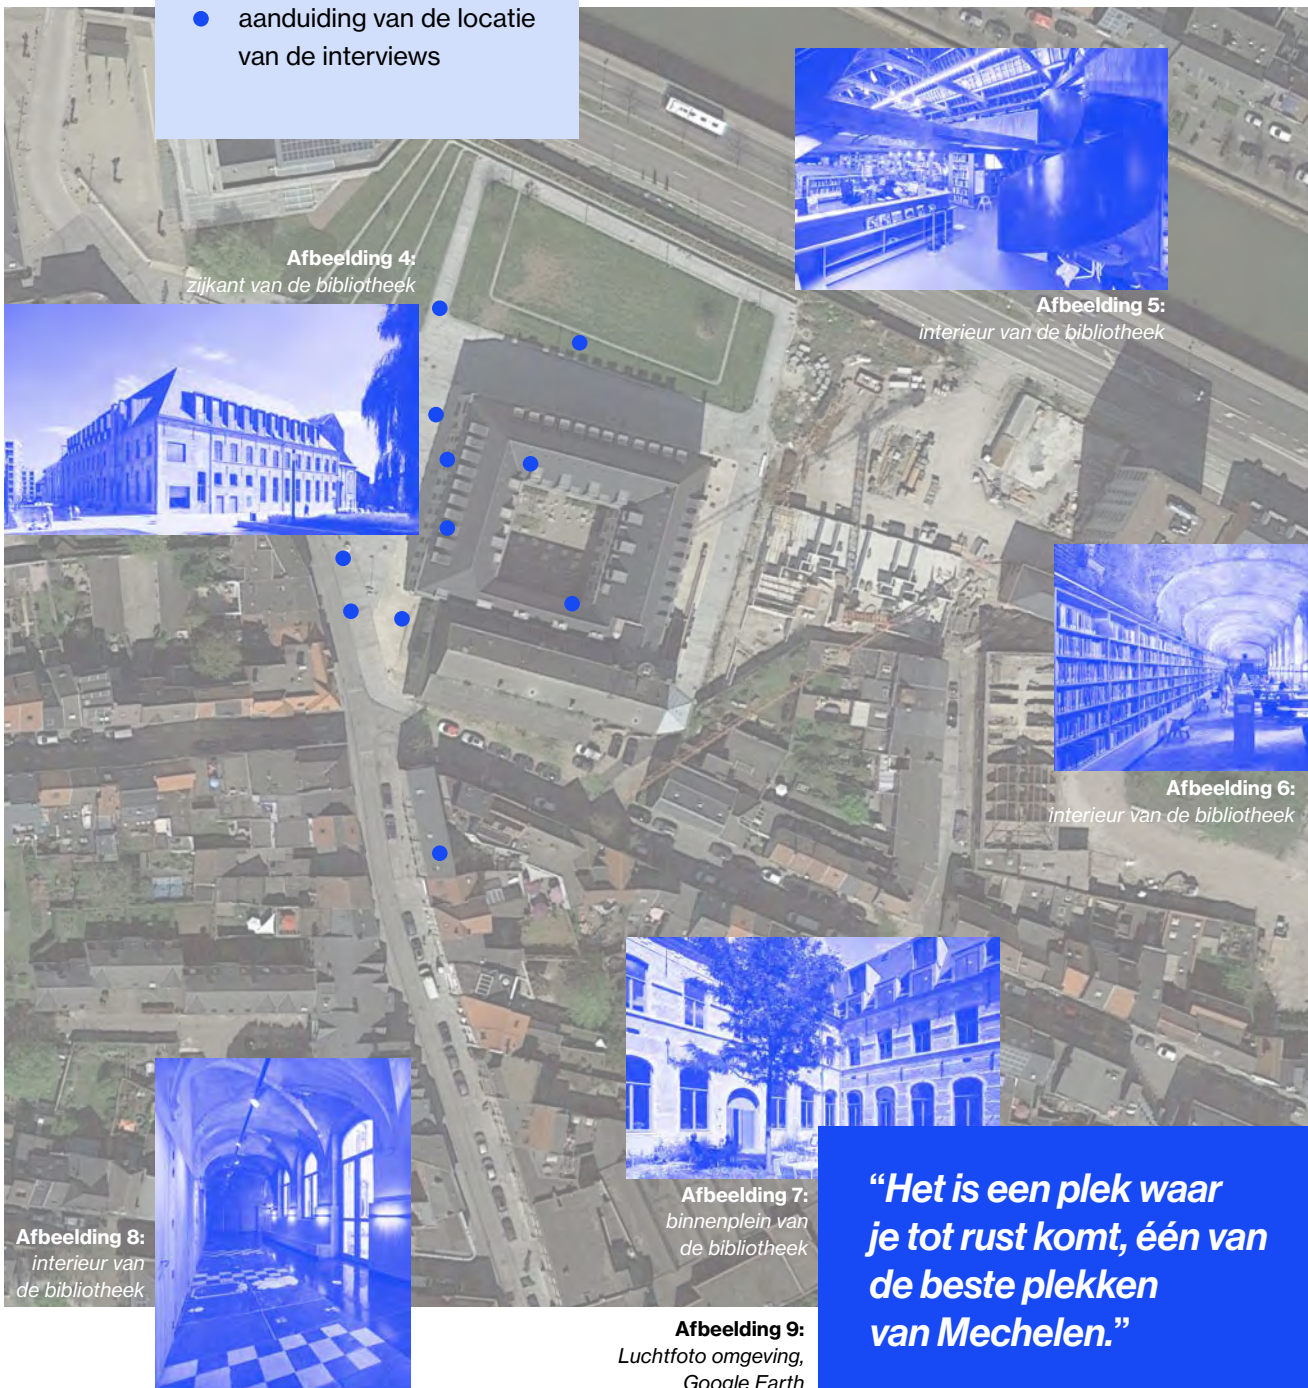 aanduiding van de locatie
van de interviews
Afbeelding 4:
zijkant van de bibliotheek
Afbeelding 5:
interieur van de bibliotheek
Afbeelding 6:
interieur van de bibliotheek
Afbeelding 7:
binnenplein van
de bibliotheek
Afbeelding 8:
interieur van
de bibliotheek
Afbeelding 9:
Luchtfoto omgeving,
Google Earth
“Het is een plek waar
je tot rust komt, één van
de beste plekken
van Mechelen.”